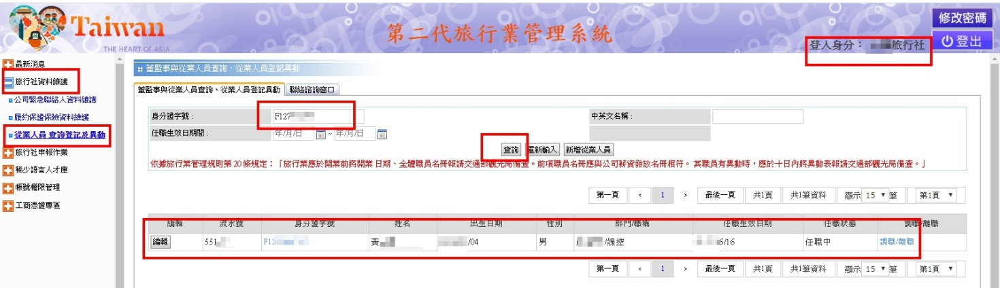 Taiwan
THE HEART OF ASIA
第二代旅行業管理系統
修改密碼
登入身分： 旅行社
登出
最新消息
旅行社資料維護
公司緊急聯絡人資料維護
履約保證保險資料維護
從業人員 查詢登記及異動
旅行社申報作業
稀少語言人才庫
帳號權限管理
工商憑證專區
董監事與從業人員查詢、從業人員登記異動
董監事與從業人員查詢、從業人員登記異動 聯絡諮詢窗口
身分證字號： F127 中英文名稱：
任職生效日期間： 年/月/日 ~ 年/月/日
查詢 重新輸入 新增從業人員
依據旅行業管理規則第 20 條規定：「旅行業應於開業前將開業 日期、全體職員名冊報請交通部觀光局備查。前項職員名冊應與公司薪資發放名冊相符。 其職員有異動時，應於十日內將異動表報請交通部觀光局備查。」
第一頁 < 1 > 最後一頁 共1頁 共1筆資料 顯示 15 筆 第1頁
編輯 流水號 身分證字號 姓名 出生日期 性別 部門/職稱 任職生效日期 任職狀態 調職/離職
編輯 551 F12 黃 /04 男 /線控 6/16 任職中 調職/離職
第一頁 < 1 > 最後一頁 共1頁 共1筆資料 顯示 15 筆 第1頁